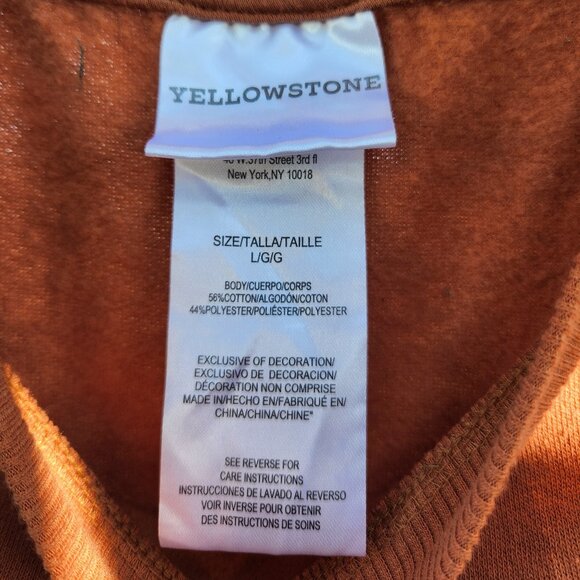 YELLOWSTONE
W.37th Street 3rd fl
New York,NY 10018
SIZE/TALLA/TAILLE
L/G/G
BODY/CUERPO/CORPS
56%COTTON/ALGODÓN/COTON
44%POLYESTER/POLIÉSTER/POLYESTER
EXCLUSIVE OF DECORATION/
EXCLUSIVO DE DECORACION/
DÉCORATION NON COMPRISE
MADE IN/HECHO EN/FABRIQUÉ EN/
CHINA/CHINA/CHINE"
SEE REVERSE FOR
CARE INSTRUCTIONS
INSTRUCCIONES DE LAVADO AL REVERSO
VOIR INVERSE POUR OBTENIR
DES INSTRUCTIONS DE SOINS